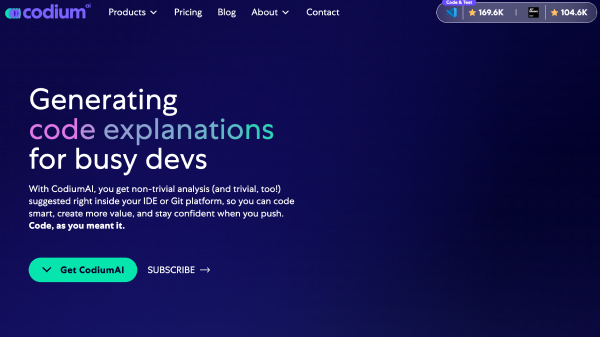 codium ai
Products
Pricing
Blog
About
Contact
Code & Test
169.6K
104.6K
Generating
code explanations
for busy devs
With CodiumAI, you get non-trivial analysis (and trivial, too!)
suggested right inside your IDE or Git platform, so you can code
smart, create more value, and stay confident when you push.
Code, as you meant it.
Get CodiumAI
SUBSCRIBE